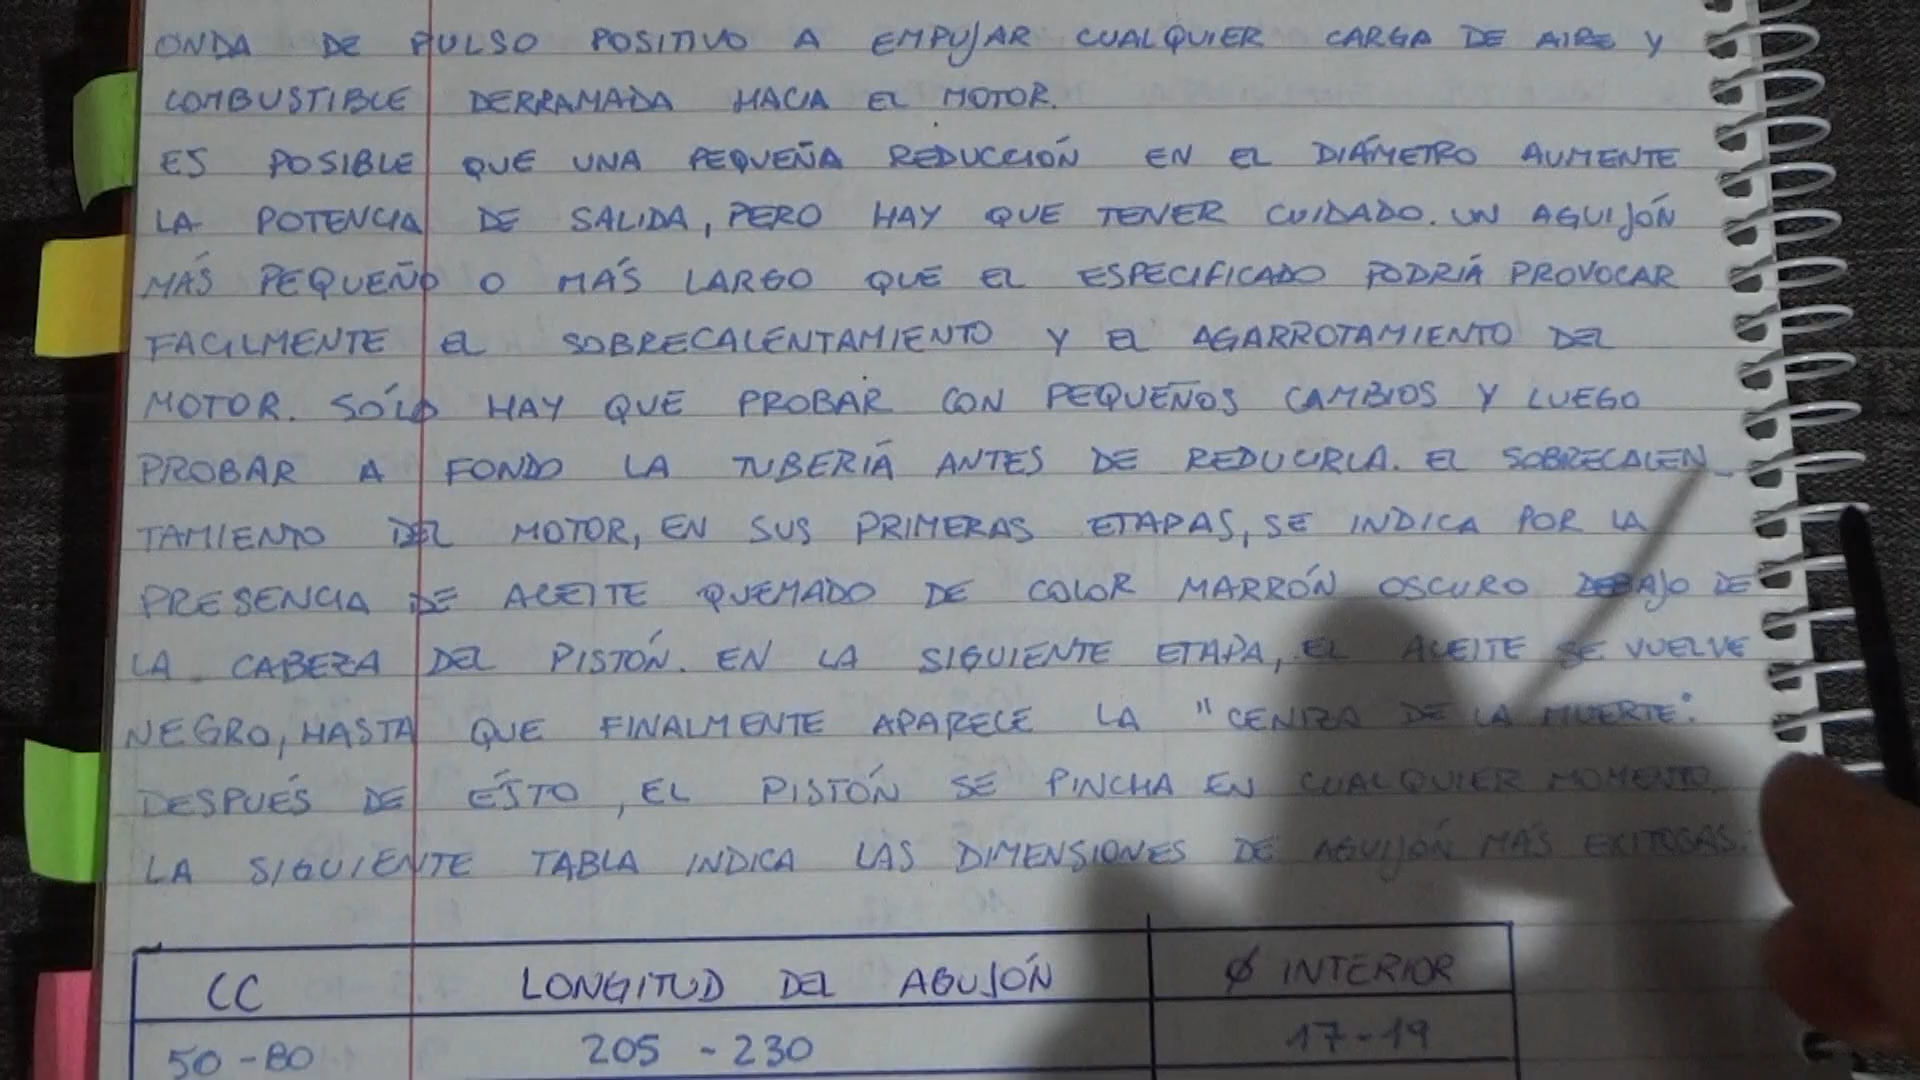 ONDA DE PULSO POSITIVO A EMPUJAR CUALQUIER CARGA DE AIRE Y
COMBUSTIBLE DERRAMADA HACIA EL MOTOR.
ES POSIBLE QUE UNA PEQUEÑA REDUCCIÓN EN EL DIÁMETRO AUMENTE
LA POTENCIA DE SALIDA, PERO HAY QUE TENER CUIDADO. UN AGUIJÓN
MÁS PEQUEÑO O MÁS LARGO QUE EL ESPECIFICADO PODRÍA PROVOCAR
FACILMENTE EL SOBRECALENTAMIENTO Y EL AGARROTAMIENTO DEL
MOTOR. SÓLO HAY QUE PROBAR CON PEQUEÑOS CAMBIOS Y LUEGO
PROBAR A FONDO LA TUBERÍA ANTES DE REDUCIRLA. EL SOBRECALEN_
TAMIENTO DEL MOTOR, EN SUS PRIMERAS ETAPAS, SE INDICA POR LA
PRESENCIA DE ACEITE QUEMADO DE COLOR MARRÓN OSCURO DEBAJO DE
LA CABEZA DEL PISTÓN. EN LA SIGUIENTE ETAPA, EL ACEITE SE VUELVE
NEGRO, HASTA QUE FINALMENTE APARECE LA "CENIZA DE LA MUERTE".
DESPUÉS DE ÉSTO, EL PISTÓN SE PINCHA EN CUALQUIER MOMENTO.
LA SIGUIENTE TABLA INDICA LAS DIMENSIONES DE AGUIJÓN MÁS EXITOSAS:
CC LONGITUD DEL AGUJÓN Ø INTERIOR
50-80 205 - 230 17-19